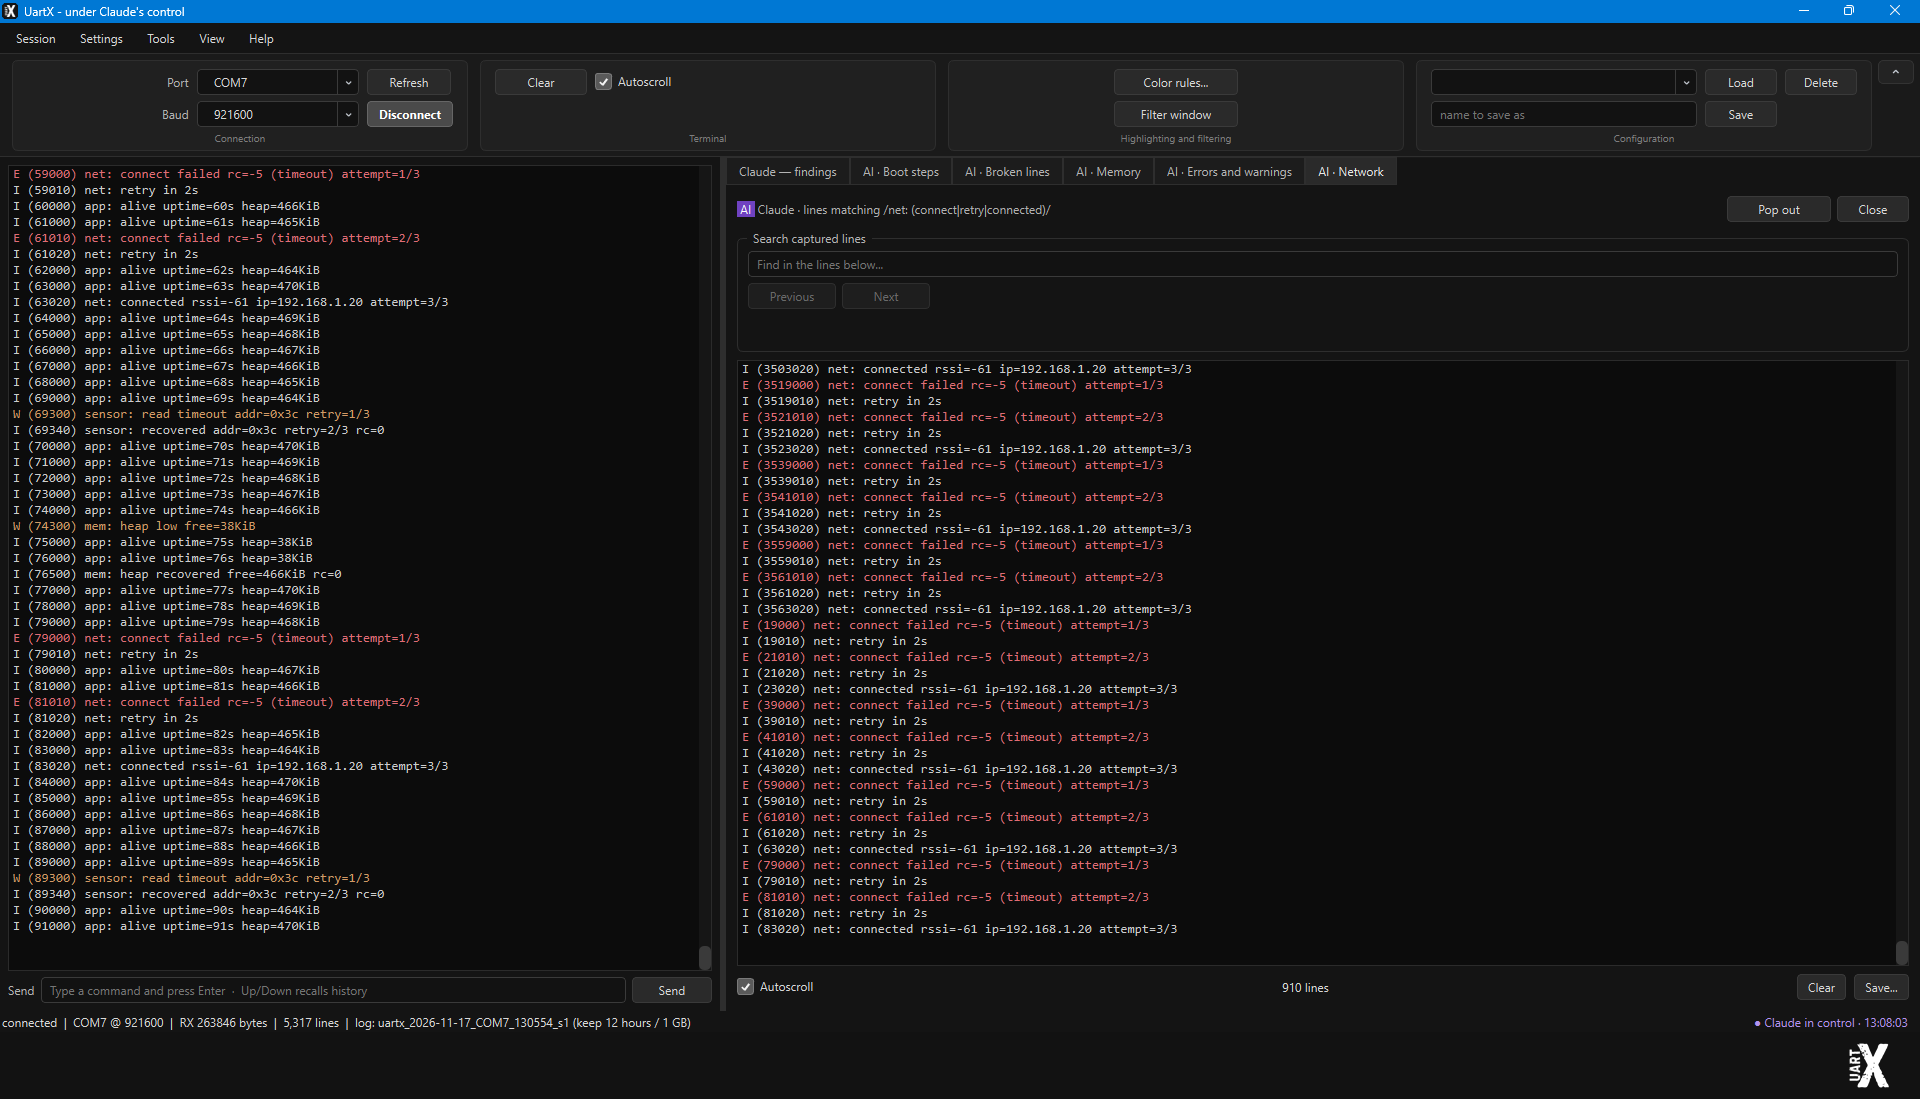 UartX - under Claude's control
Session Settings Tools View Help
Port COM7 Refresh
Baud 921600 Disconnect
Connection
Clear Autoscroll
Terminal
Color rules...
Filter window
Highlighting and filtering
Load Delete
name to save as Save
Configuration
E (59000) net: connect failed rc=-5 (timeout) attempt=1/3
I (59010) net: retry in 2s
I (60000) app: alive uptime=60s heap=466KiB
I (61000) app: alive uptime=61s heap=465KiB
E (61010) net: connect failed rc=-5 (timeout) attempt=2/3
I (61020) net: retry in 2s
I (62000) app: alive uptime=62s heap=464KiB
I (63000) app: alive uptime=63s heap=470KiB
I (63020) net: connected rssi=-61 ip=192.168.1.20 attempt=3/3
I (64000) app: alive uptime=64s heap=469KiB
I (65000) app: alive uptime=65s heap=468KiB
I (66000) app: alive uptime=66s heap=467KiB
I (67000) app: alive uptime=67s heap=466KiB
I (68000) app: alive uptime=68s heap=465KiB
I (69000) app: alive uptime=69s heap=464KiB
W (69300) sensor: read timeout addr=0x3c retry=1/3
I (69340) sensor: recovered addr=0x3c retry=2/3 rc=0
I (70000) app: alive uptime=70s heap=470KiB
I (71000) app: alive uptime=71s heap=469KiB
I (72000) app: alive uptime=72s heap=468KiB
I (73000) app: alive uptime=73s heap=467KiB
I (74000) app: alive uptime=74s heap=466KiB
W (74300) mem: heap low free=38KiB
I (75000) app: alive uptime=75s heap=38KiB
I (76000) app: alive uptime=76s heap=38KiB
I (76500) mem: heap recovered free=466KiB rc=0
I (77000) app: alive uptime=77s heap=470KiB
I (78000) app: alive uptime=78s heap=469KiB
I (79000) app: alive uptime=79s heap=468KiB
E (79000) net: connect failed rc=-5 (timeout) attempt=1/3
I (79010) net: retry in 2s
I (80000) app: alive uptime=80s heap=467KiB
I (81000) app: alive uptime=81s heap=466KiB
E (81010) net: connect failed rc=-5 (timeout) attempt=2/3
I (81020) net: retry in 2s
I (82000) app: alive uptime=82s heap=465KiB
I (83000) app: alive uptime=83s heap=464KiB
I (83020) net: connected rssi=-61 ip=192.168.1.20 attempt=3/3
I (84000) app: alive uptime=84s heap=470KiB
I (85000) app: alive uptime=85s heap=469KiB
I (86000) app: alive uptime=86s heap=468KiB
I (87000) app: alive uptime=87s heap=467KiB
I (88000) app: alive uptime=88s heap=466KiB
I (89000) app: alive uptime=89s heap=465KiB
W (89300) sensor: read timeout addr=0x3c retry=1/3
I (89340) sensor: recovered addr=0x3c retry=2/3 rc=0
I (90000) app: alive uptime=90s heap=464KiB
I (91000) app: alive uptime=91s heap=470KiB
Send Type a command and press Enter · Up/Down recalls history Send
Claude — findings AI · Boot steps AI · Broken lines AI · Memory AI · Errors and warnings AI · Network
AI Claude · lines matching /net: (connect|retry|connected)/ Pop out Close
Search captured lines
Find in the lines below...
Previous Next
I (3503020) net: connected rssi=-61 ip=192.168.1.20 attempt=3/3
E (3519000) net: connect failed rc=-5 (timeout) attempt=1/3
I (3519010) net: retry in 2s
E (3521010) net: connect failed rc=-5 (timeout) attempt=2/3
I (3521020) net: retry in 2s
I (3523020) net: connected rssi=-61 ip=192.168.1.20 attempt=3/3
E (3539000) net: connect failed rc=-5 (timeout) attempt=1/3
I (3539010) net: retry in 2s
E (3541010) net: connect failed rc=-5 (timeout) attempt=2/3
I (3541020) net: retry in 2s
I (3543020) net: connected rssi=-61 ip=192.168.1.20 attempt=3/3
E (3559000) net: connect failed rc=-5 (timeout) attempt=1/3
I (3559010) net: retry in 2s
E (3561010) net: connect failed rc=-5 (timeout) attempt=2/3
I (3561020) net: retry in 2s
I (3563020) net: connected rssi=-61 ip=192.168.1.20 attempt=3/3
E (19000) net: connect failed rc=-5 (timeout) attempt=1/3
I (19010) net: retry in 2s
E (21010) net: connect failed rc=-5 (timeout) attempt=2/3
I (21020) net: retry in 2s
I (23020) net: connected rssi=-61 ip=192.168.1.20 attempt=3/3
E (39000) net: connect failed rc=-5 (timeout) attempt=1/3
I (39010) net: retry in 2s
E (41010) net: connect failed rc=-5 (timeout) attempt=2/3
I (41020) net: retry in 2s
I (43020) net: connected rssi=-61 ip=192.168.1.20 attempt=3/3
E (59000) net: connect failed rc=-5 (timeout) attempt=1/3
I (59010) net: retry in 2s
E (61010) net: connect failed rc=-5 (timeout) attempt=2/3
I (61020) net: retry in 2s
I (63020) net: connected rssi=-61 ip=192.168.1.20 attempt=3/3
E (79000) net: connect failed rc=-5 (timeout) attempt=1/3
I (79010) net: retry in 2s
E (81010) net: connect failed rc=-5 (timeout) attempt=2/3
I (81020) net: retry in 2s
I (83020) net: connected rssi=-61 ip=192.168.1.20 attempt=3/3
Autoscroll 910 lines Clear Save...
connected | COM7 @ 921600 | RX 263846 bytes | 5,317 lines | log: uartx_2026-11-17_COM7_130554_s1 (keep 12 hours / 1 GB)
● Claude in control · 13:08:03
UART X